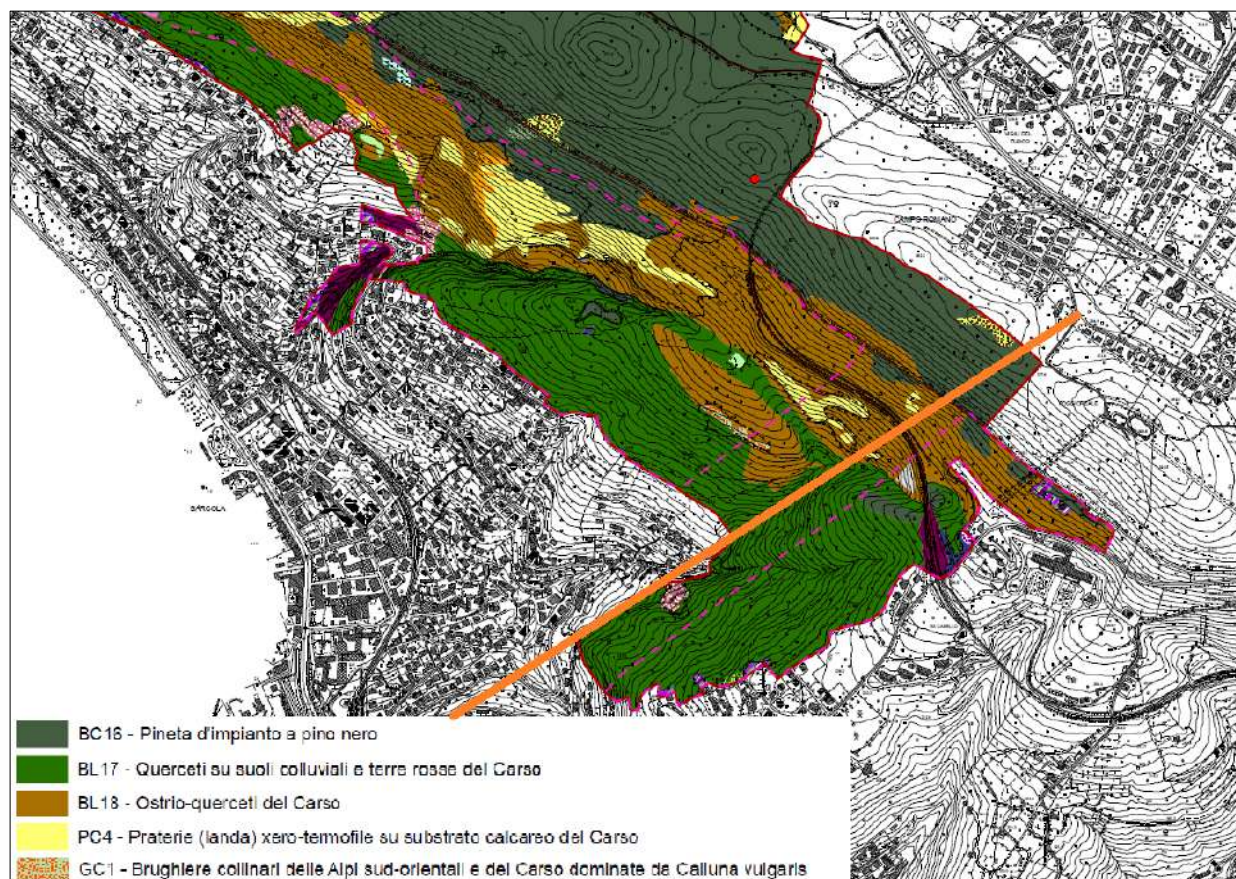 CAMPO ROMANO
BARCOLA
BC16 - Pineta d'impianto a pino nero
BL17 - Querceti su suoli colluviali e terre rosse del Carso
BL18 - Ostrio-querceti del Carso
PC4 - Praterie (landa) xero-termofile su substrato calcareo del Carso
GC1 - Brughiere collinari delle Alpi sud-orientali e del Carso dominate da Calluna vulgaris